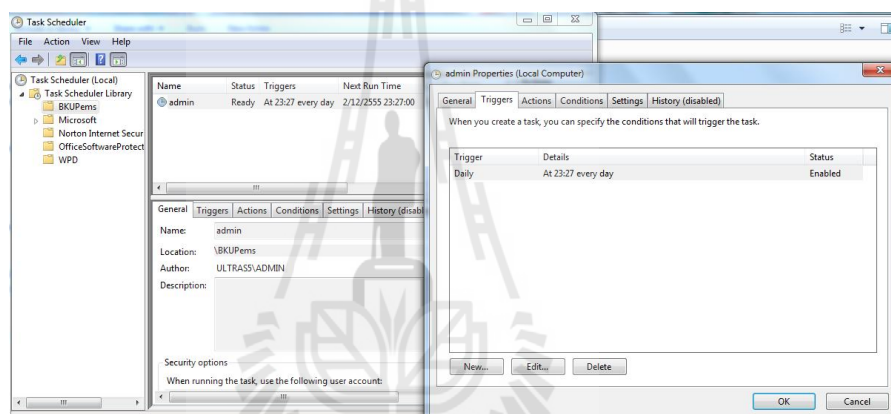 Task Scheduler
File Action View Help
Task Scheduler (Local)
Task Scheduler Library
BKUPems
Microsoft
Norton Internet Secur
OfficeSoftwareProtect
WPD
Name Status Triggers Next Run Time
admin Ready At 23:27 every day 2/12/2555 23:27:00
General Triggers Actions Conditions Settings History (disabl
Name: admin
Location: \BKUPems
Author: ULTRAS5\ADMIN
Description:
Security options
When running the task, use the following user account:
admin Properties (Local Computer)
General Triggers Actions Conditions Settings History (disabled)
When you create a task, you can specify the conditions that will trigger the task.
Trigger Details Status
Daily At 23:27 every day Enabled
New... Edit... Delete
OK Cancel